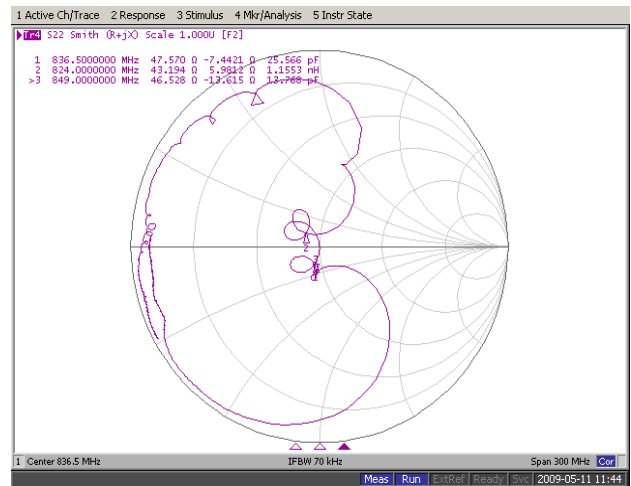 1 Active Ch/Trace 2 Response 3 Stimulus 4 Mkr/Analysis 5 Instr State
Tr4 S22 Smith (R+jX) Scale 1.000U [F2]
1 836.5000000 MHz 47.570 Ω -7.4421 Ω 25.566 pF
2 824.0000000 MHz 43.194 Ω 5.9812 Ω 1.1553 nH
>3 849.0000000 MHz 46.528 Ω -13.615 Ω 13.768 pF
2
1 Center 836.5 MHz IFBW 70 kHz Span 300 MHz Cor
Meas Run ExtRef Ready Svc 2009-05-11 11:44